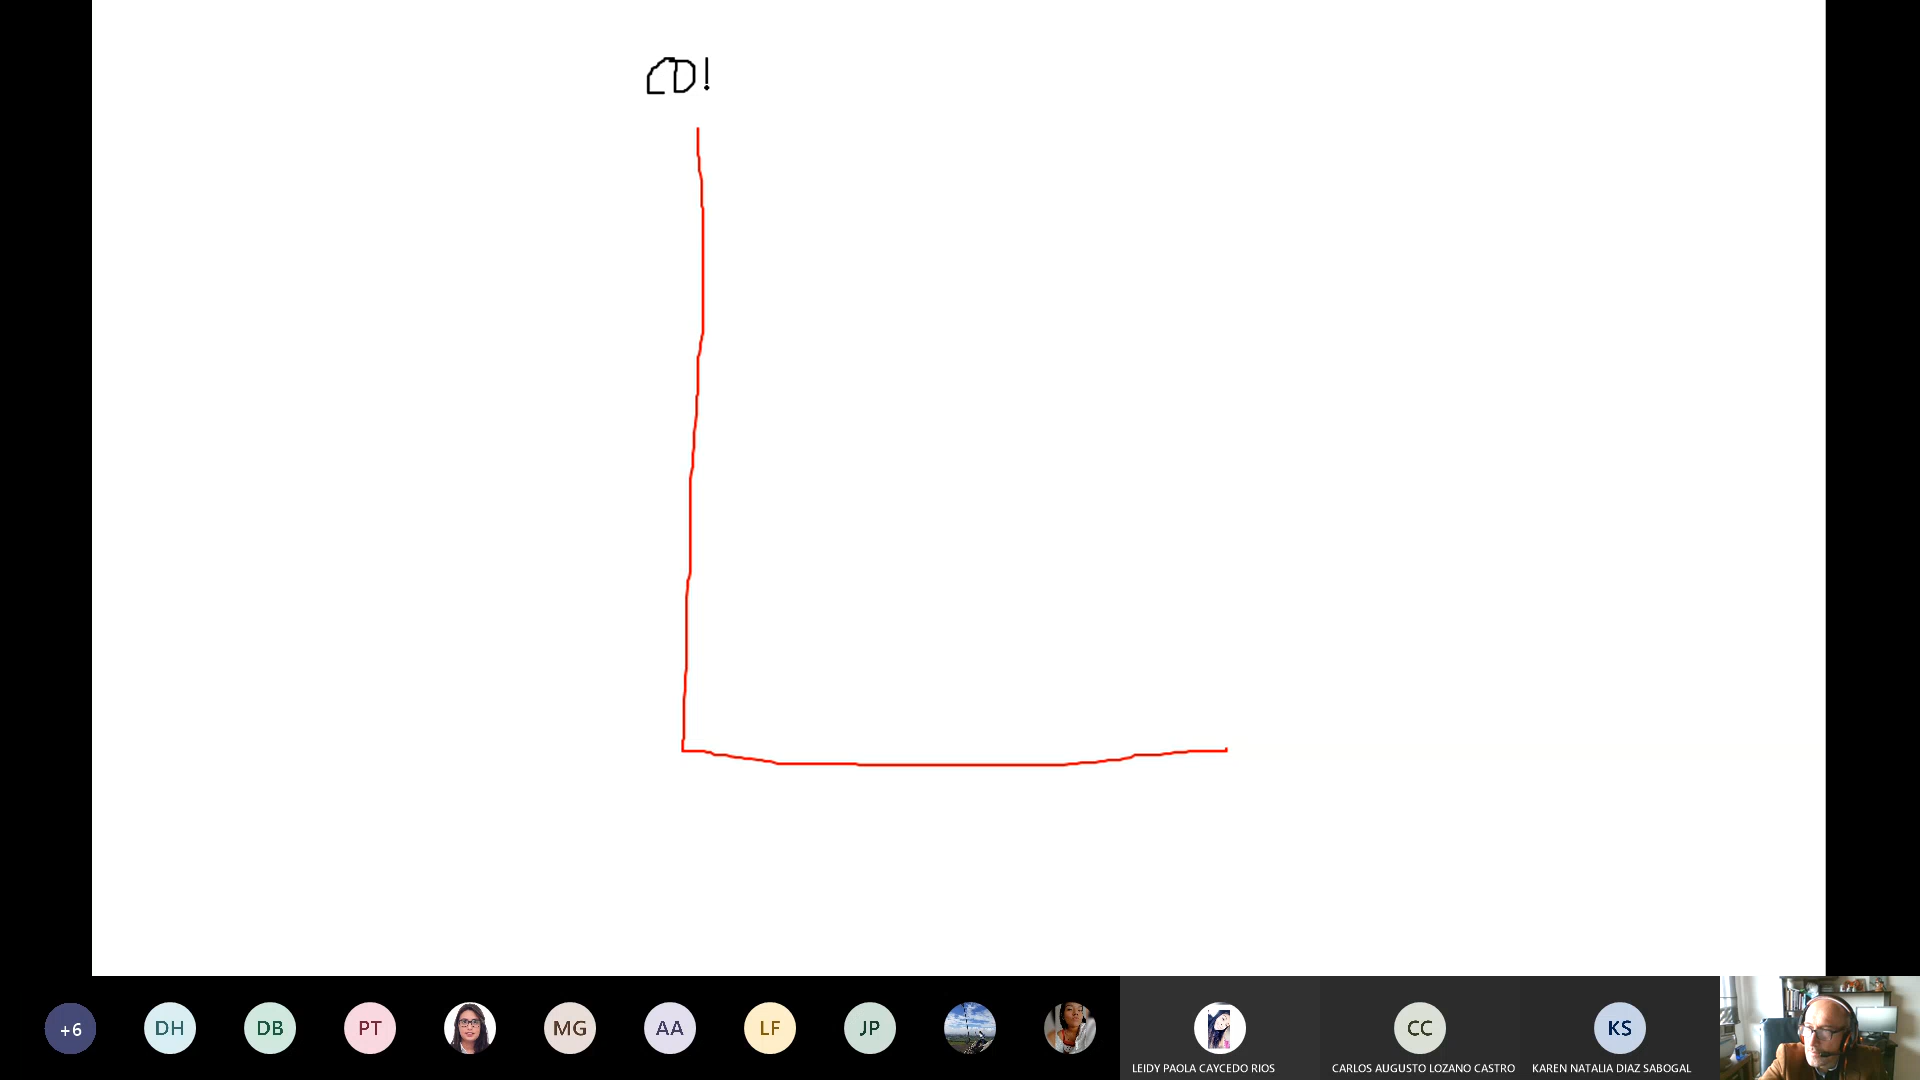 CD!
+6
DH
DB
PT
MG
AA
LF
JP
CC
KS
LEIDY PAOLA CAYCEDO RIOS
CARLOS AUGUSTO LOZANO CASTRO
KAREN NATALIA DIAZ SABOGAL